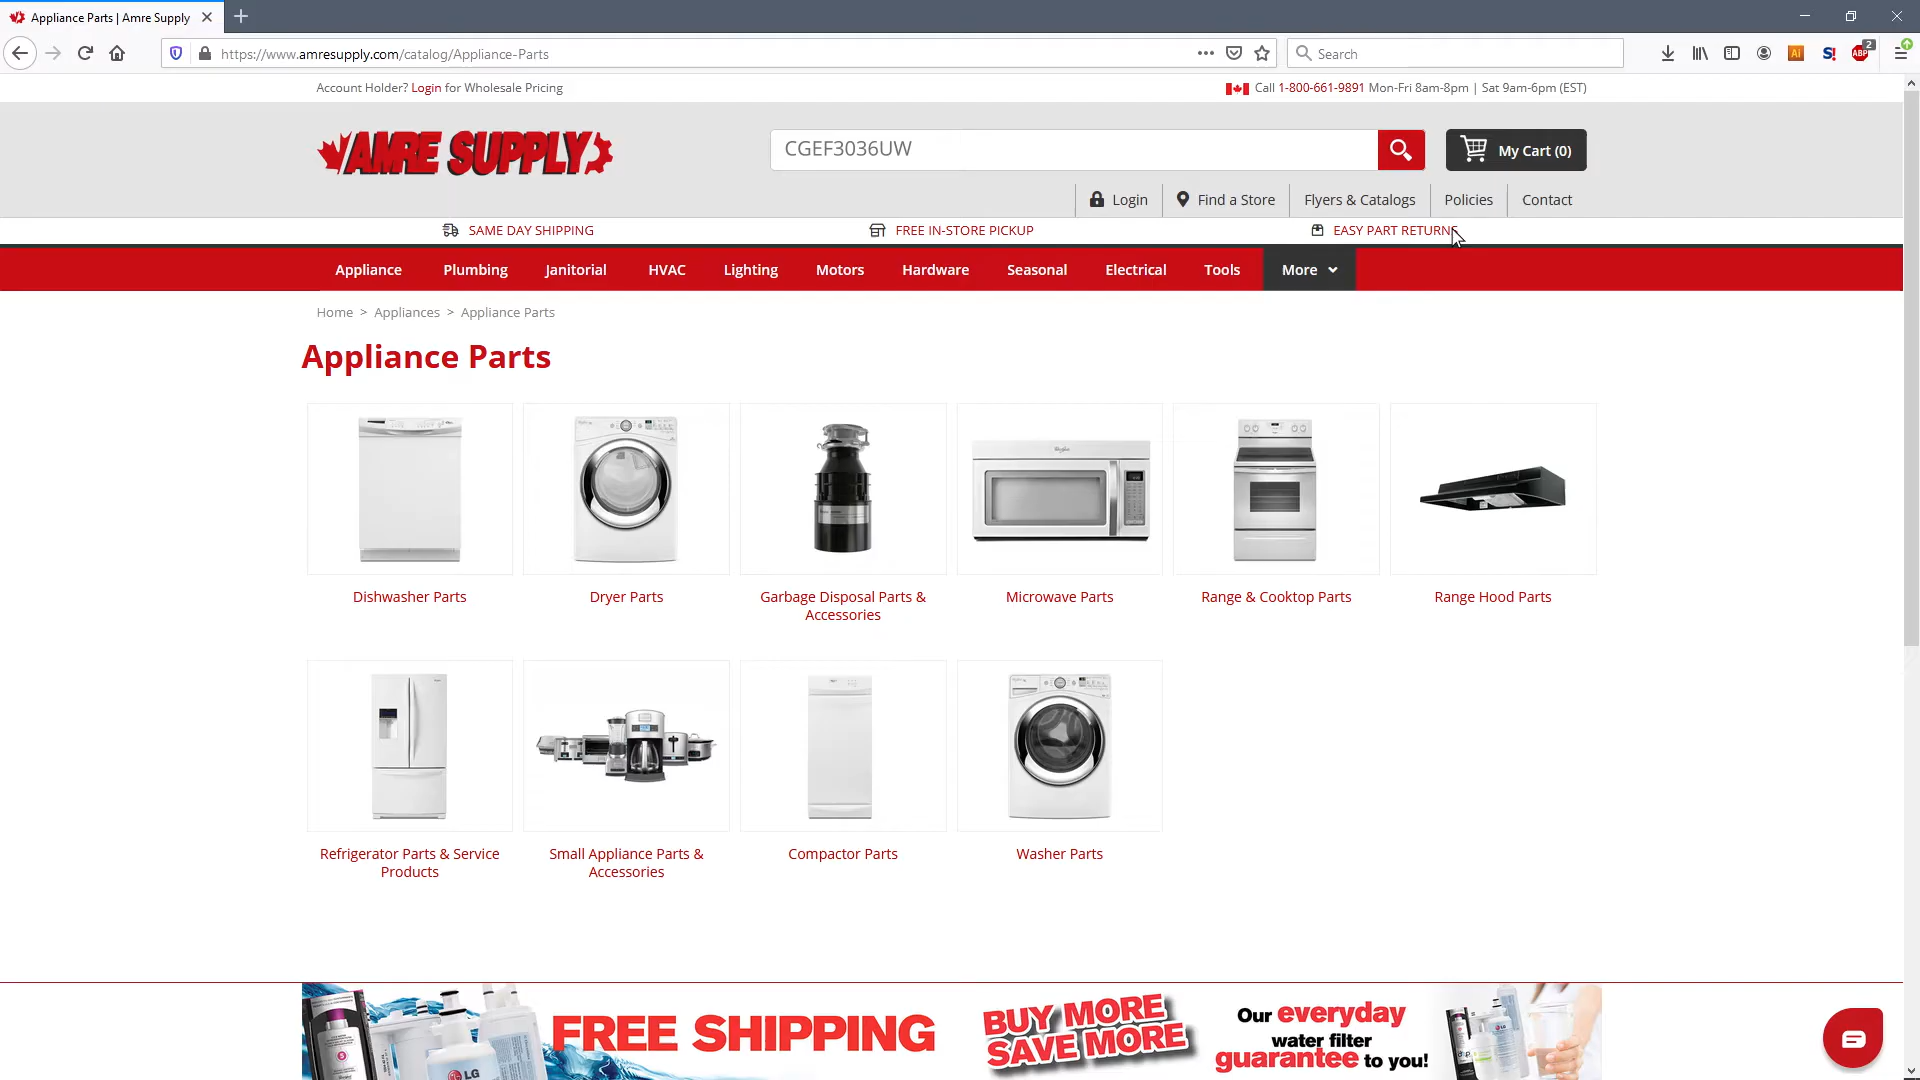 Appliance Parts | Amre Supply
https://www.amresupply.com/catalog/Appliance-Parts
Search
2
Account Holder? Login for Wholesale Pricing
Call 1-800-661-9891 Mon-Fri 8am-8pm | Sat 9am-6pm (EST)
AMRE SUPPLY
CGEF3036UW
My Cart (0)
Login
Find a Store
Flyers & Catalogs
Policies
Contact
SAME DAY SHIPPING
FREE IN-STORE PICKUP
EASY PART RETURNS
Appliance
Plumbing
Janitorial
HVAC
Lighting
Motors
Hardware
Seasonal
Electrical
Tools
More
Home > Appliances > Appliance Parts
Appliance Parts
Dishwasher Parts
Dryer Parts
Garbage Disposal Parts &
Accessories
Microwave Parts
Range & Cooktop Parts
Range Hood Parts
Refrigerator Parts & Service
Products
Small Appliance Parts &
Accessories
Compactor Parts
Washer Parts
FREE SHIPPING
BUY MORE
SAVE MORE
Our everyday
water filter
guarantee to you!
LG
ABP
Ai
S!